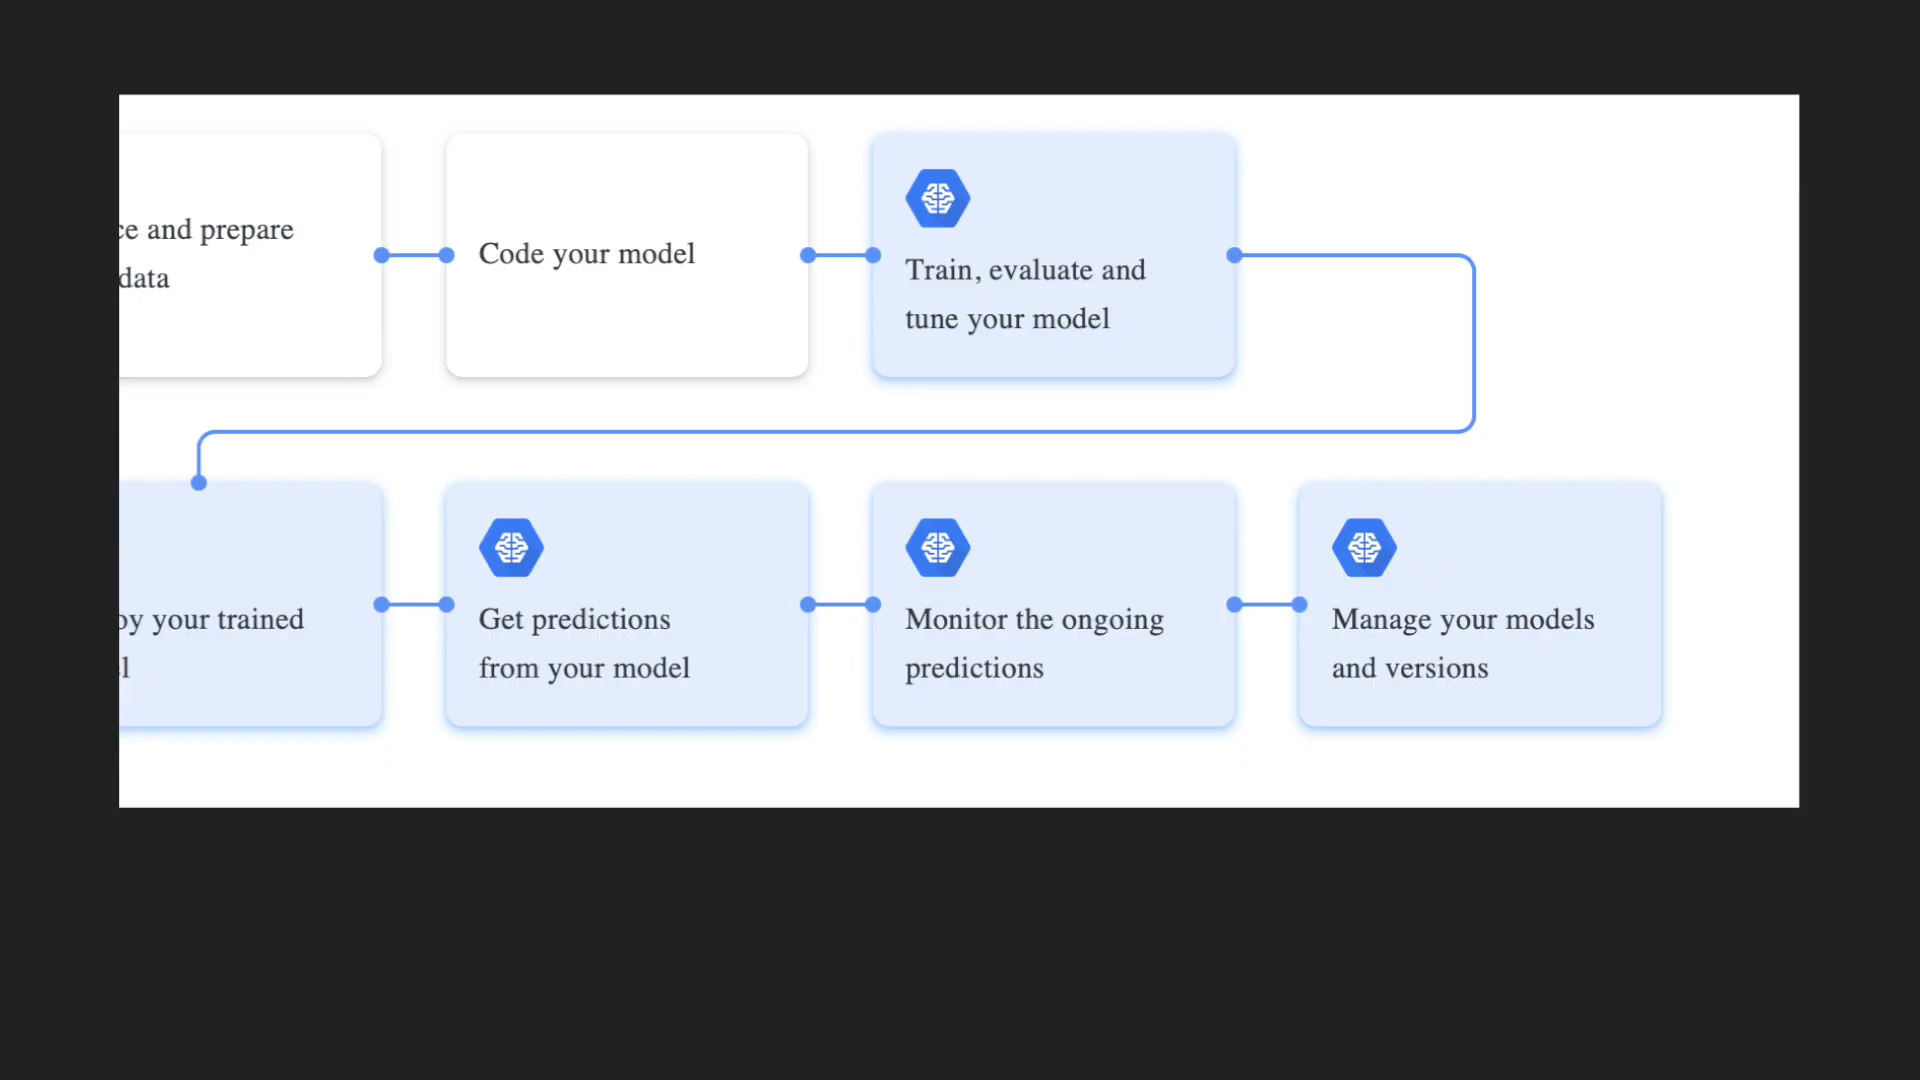 and prepare
data
Code your model
Train, evaluate and
tune your model
your trained
Get predictions
from your model
Monitor the ongoing
predictions
Manage your models
and versions